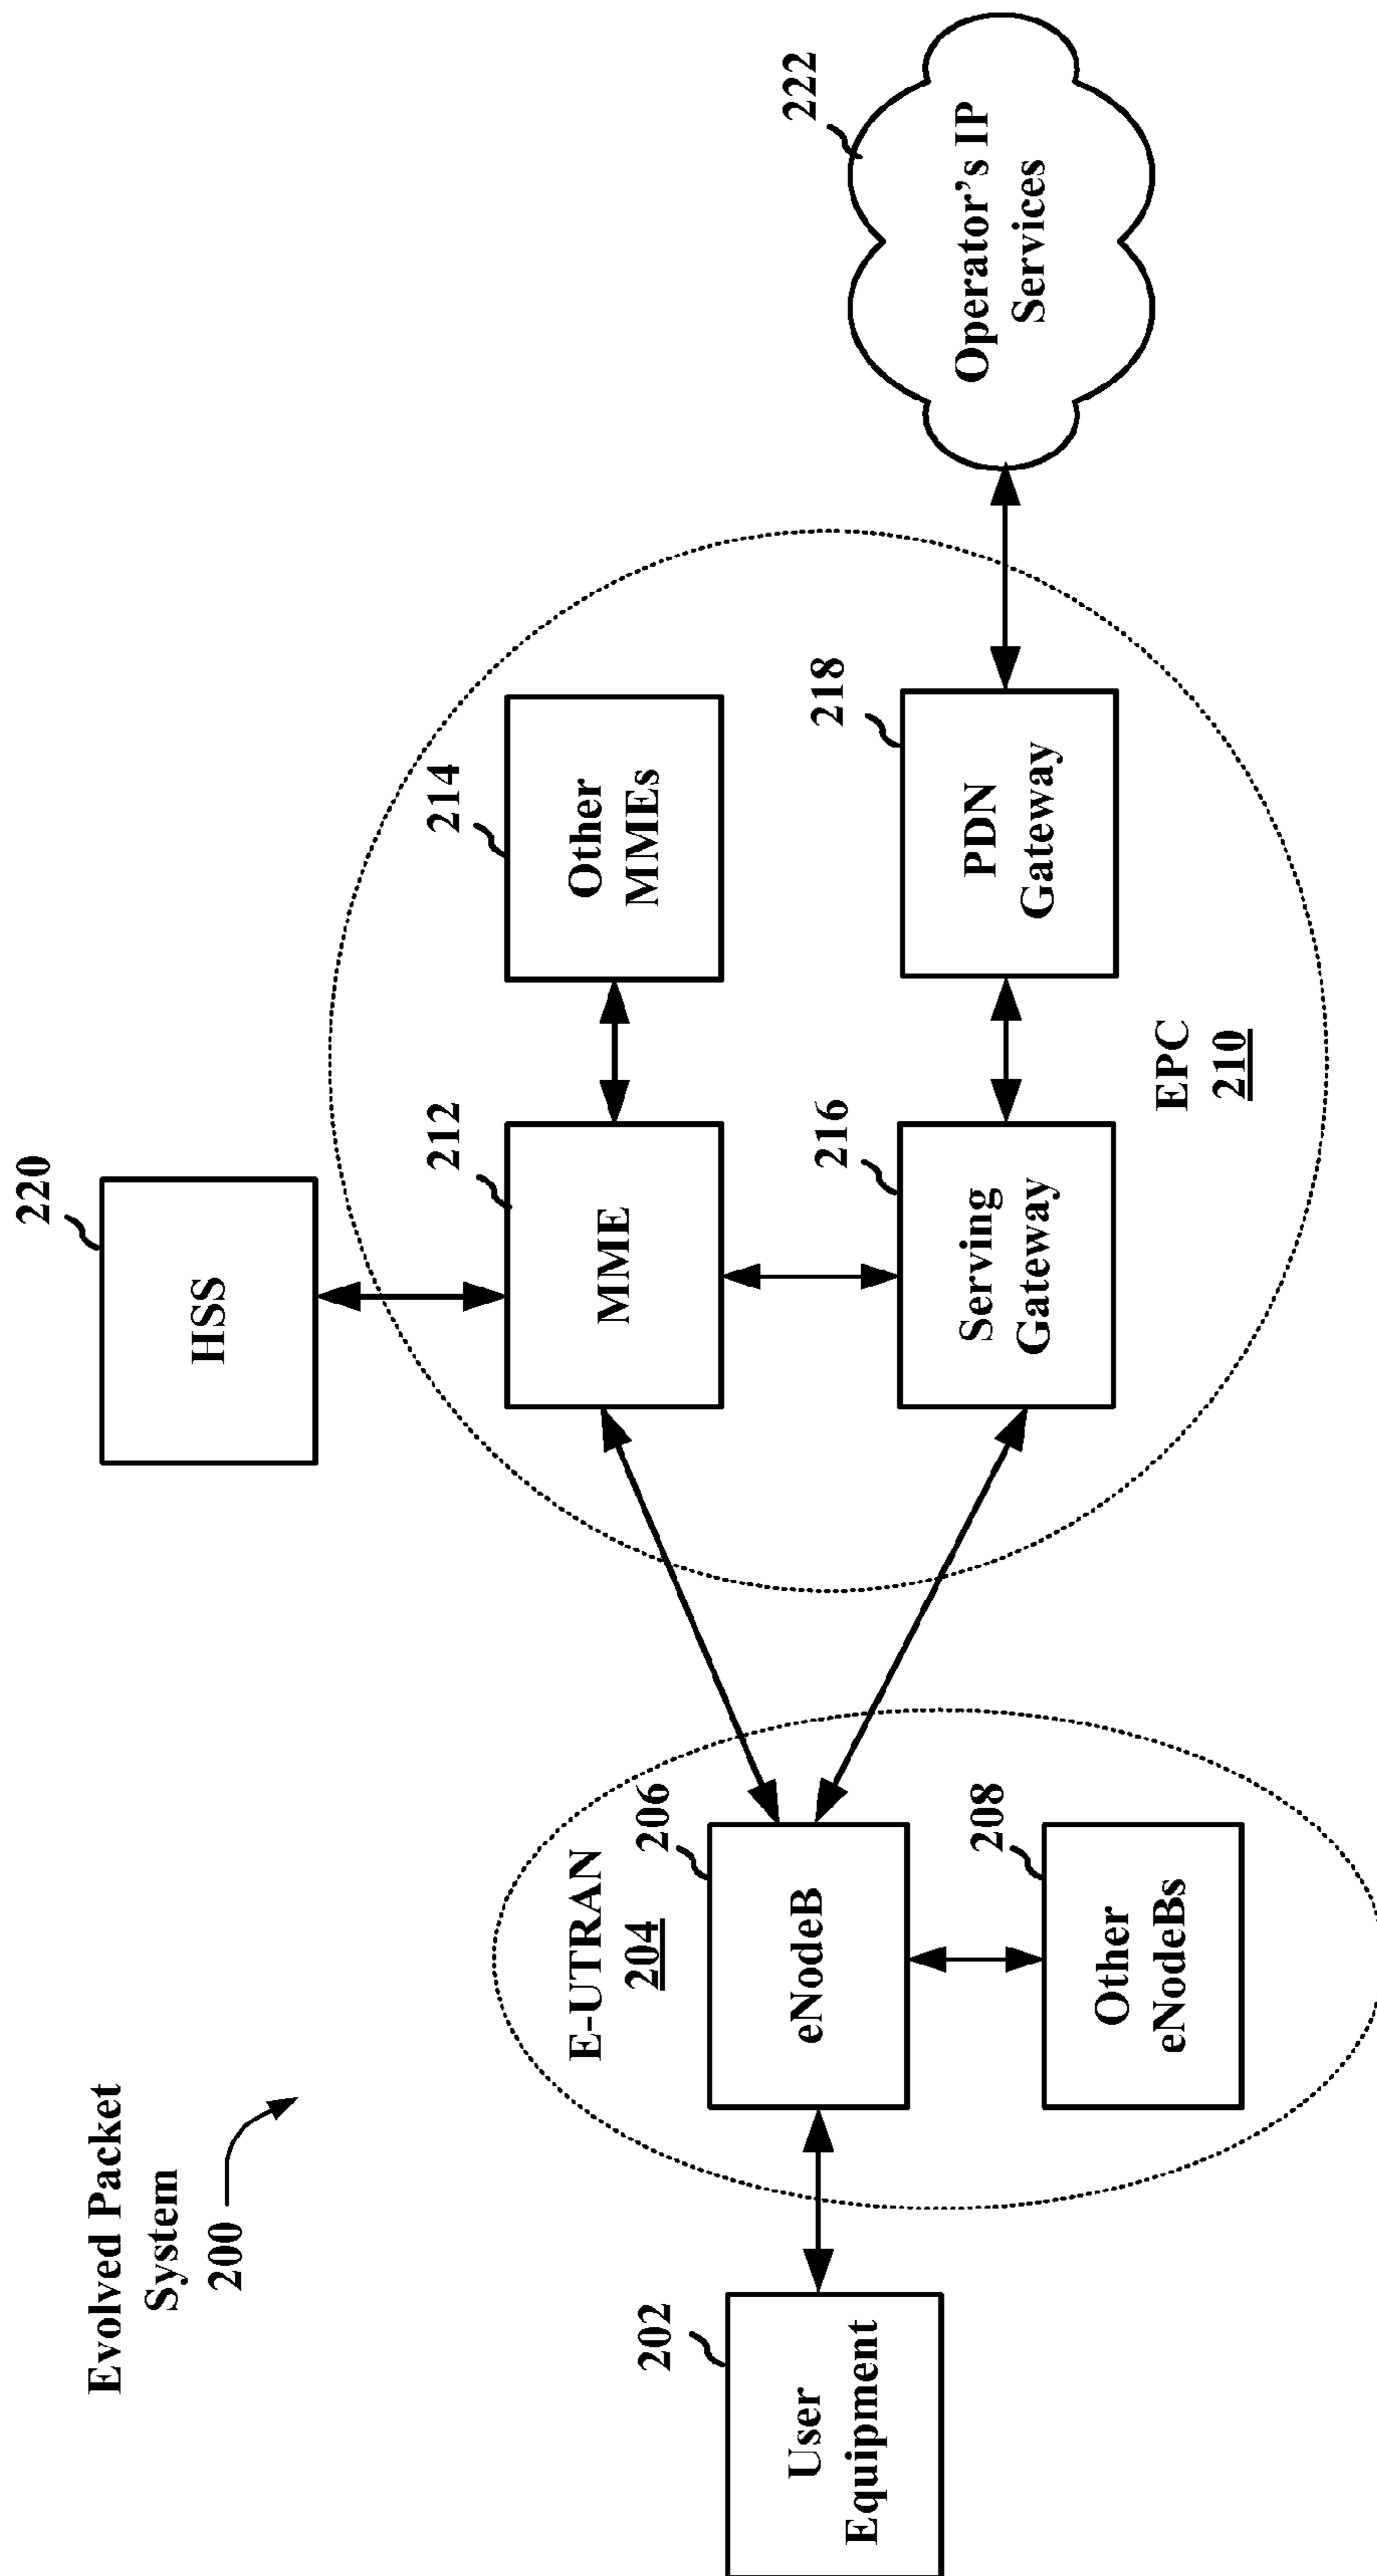 Evolved Packet
System
200
220
HSS
E-UTRAN
204
206
eNodeB
208
Other
eNodeBs
202
User
Equipment
212
MME
214
Other
MMEs
216
Serving
Gateway
218
PDN
Gateway
EPC
210
222
Operator’s IP
Services